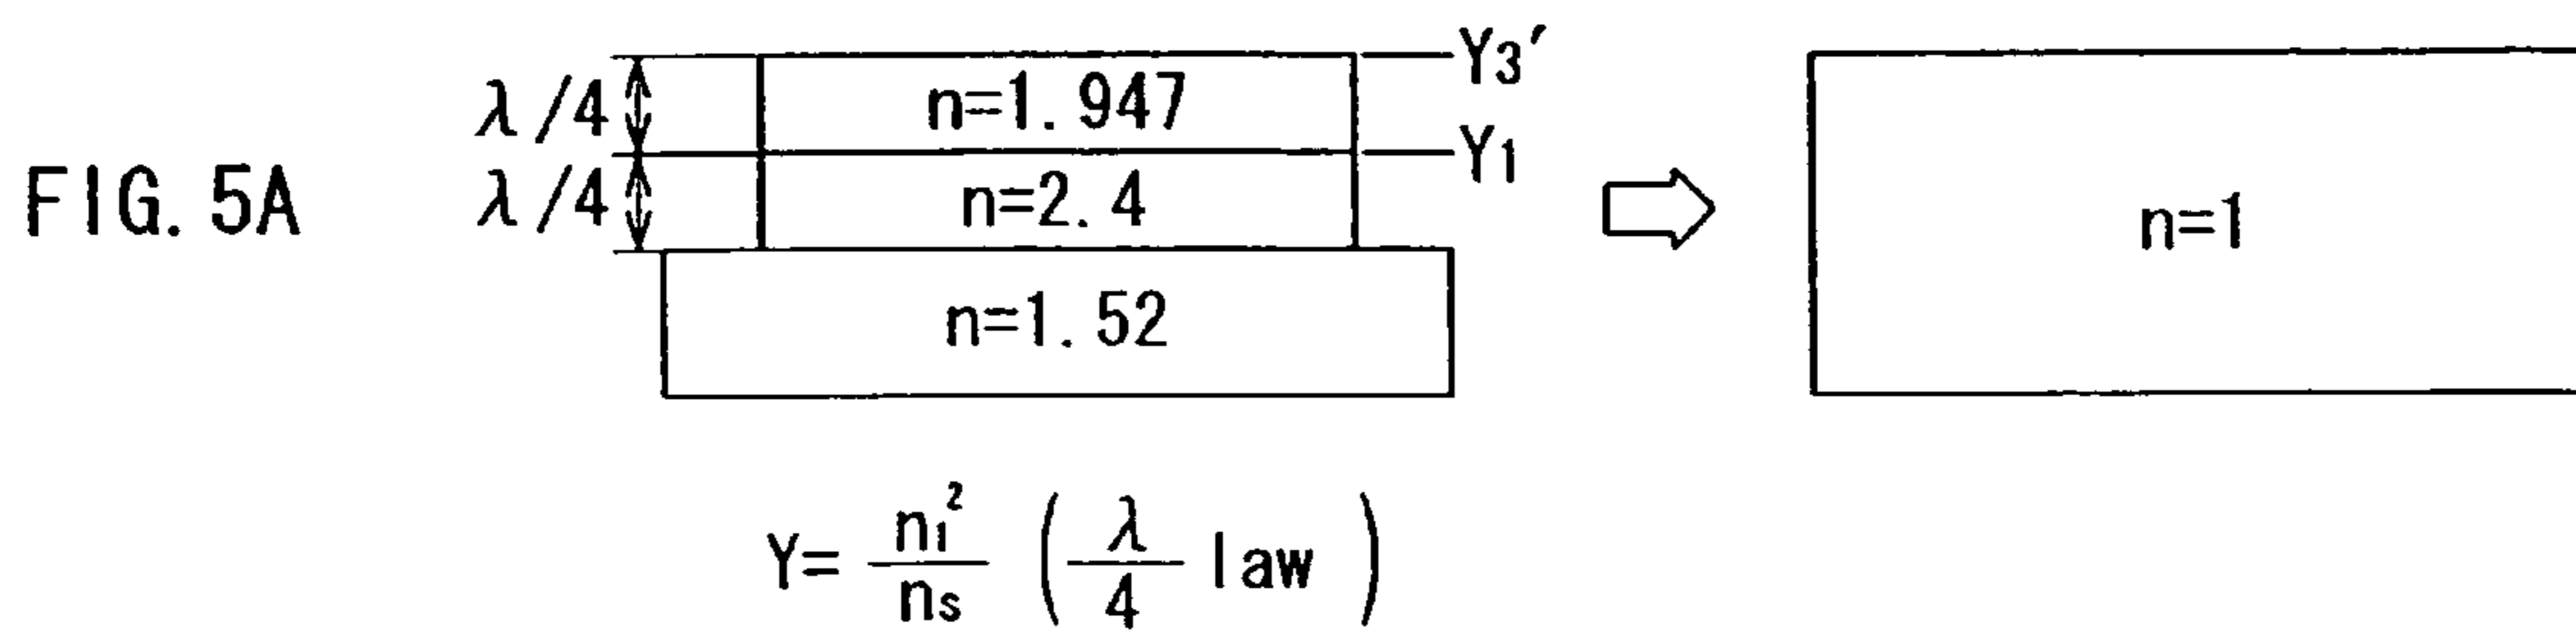 FIG. 5A
λ/4
λ/4
n=1. 947
n=2. 4
n=1. 52
Y3′
Y1
n=1
Y= n1² / ns ( λ / 4 law )